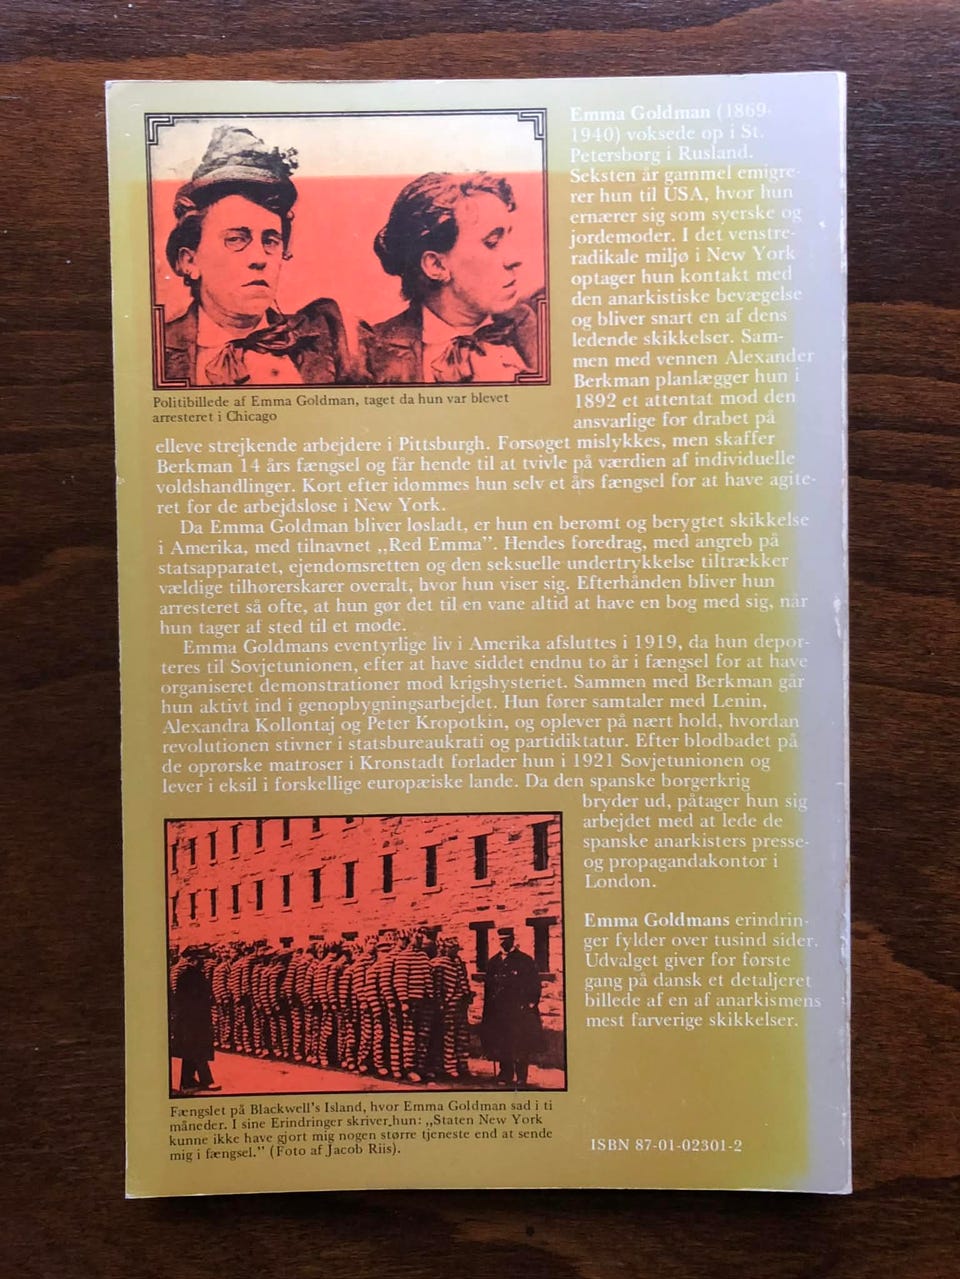 Emma Goldman (1869-
1940) voksede op i St.
Petersborg i Rusland.
Seksten år gammel emigre-
rer hun til USA, hvor hun
ernærer sig som syerske og
jordemoder. I det venstre-
radikale miljø i New York
optager hun kontakt med
den anarkistiske bevægelse
og bliver snart en af dens
ledende skikkelser. Sam-
men med vennen Alexander
Berkman planlægger hun i
1892 et attentat mod den
ansvarlige for drabet på
Politibillede af Emma Goldman, taget da hun var blevet
arresteret i Chicago
elleve strejkende arbejdere i Pittsburgh. Forsøget mislykkes, men skaffer
Berkman 14 års fængsel og får hende til at tvivle på værdien af individuelle
voldshandlinger. Kort efter idømmes hun selv et års fængsel for at have agite-
ret for de arbejdsløse i New York.
Da Emma Goldman bliver løsladt, er hun en berømt og berygtet skikkelse
i Amerika, med tilnavnet „Red Emma”. Hendes foredrag, med angreb på
statsapparatet, ejendomsretten og den seksuelle undertrykkelse tiltrækker
vældige tilhørerskarer overalt, hvor hun viser sig. Efterhånden bliver hun
arresteret så ofte, at hun gør det til en vane altid at have en bog med sig, når
hun tager af sted til et møde.
Emma Goldmans eventyrlige liv i Amerika afsluttes i 1919, da hun depor-
teres til Sovjetunionen, efter at have siddet endnu to år i fængsel for at have
organiseret demonstrationer mod krigshysteriet. Sammen med Berkman går
hun aktivt ind i genopbygningsarbejdet. Hun fører samtaler med Lenin,
Alexandra Kollontaj og Peter Kropotkin, og oplever på nært hold, hvordan
revolutionen stivner i statsbureaukrati og partidiktatur. Efter blodbadet på
de oprørske matroser i Kronstadt forlader hun i 1921 Sovjetunionen og
lever i eksil i forskellige europæiske lande. Da den spanske borgerkrig
bryder ud, påtager hun sig
arbejdet med at lede de
spanske anarkisters presse-
og propagandakontor i
London.
Emma Goldmans erindrin-
ger fylder over tusind sider.
Udvalget giver for første
gang på dansk et detaljeret
billede af en af anarkismens
mest farverige skikkelser.
Fængslet på Blackwell's Island, hvor Emma Goldman sad i ti
måneder. I sine Erindringer skriver hun: „Staten New York
kunne ikke have gjort mig nogen større tjeneste end at sende
mig i fængsel.” (Foto af Jacob Riis).
ISBN 87-01-02301-2